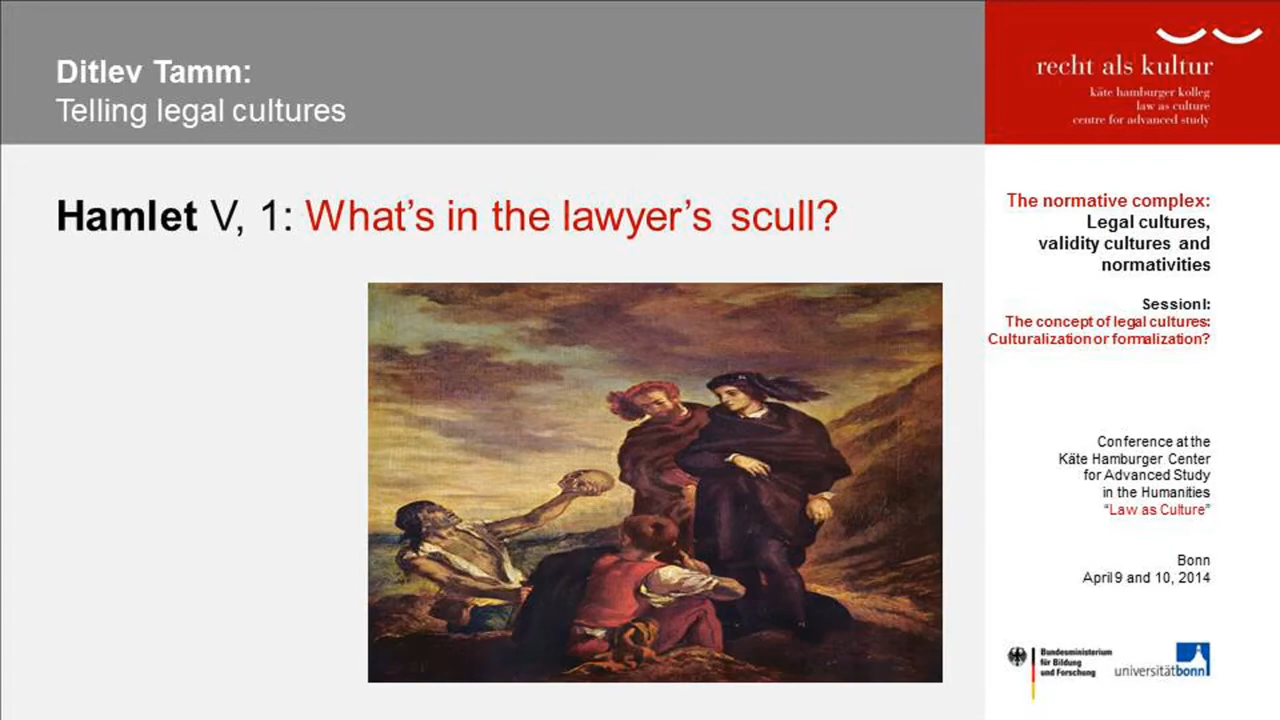 Ditlev Tamm:
Telling legal cultures
Hamlet V, 1: What's in the lawyer's scull?
recht als kultur
käte hamburger kolleg
law as culture
centre for advanced study
The normative complex:
Legal cultures,
validity cultures and
normativities
Session I:
The concept of legal cultures:
Culturalization or formalization?
Conference at the
Käte Hamburger Center
for Advanced Study
in the Humanities
“Law as Culture”
Bonn
April 9 and 10, 2014
Bundesministerium
für Bildung
und Forschung
universitätbonn